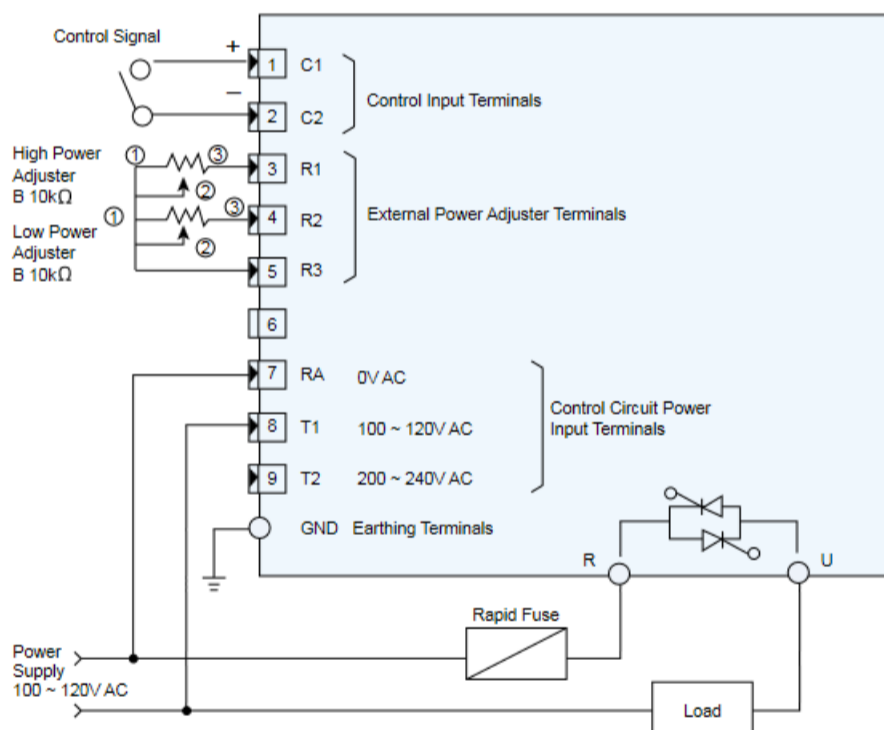 Control Signal
+
−
1 C1
2 C2
Control Input Terminals
High Power
Adjuster
B 10kΩ
① ③
②
3 R1
Low Power
Adjuster
B 10kΩ
① ③
②
4 R2
5 R3
External Power Adjuster Terminals
6
7 RA 0V AC
8 T1 100 ~ 120V AC
9 T2 200 ~ 240V AC
Control Circuit Power
Input Terminals
GND Earthing Terminals
R
U
Rapid Fuse
Power
Supply
100 ~ 120V AC
Load